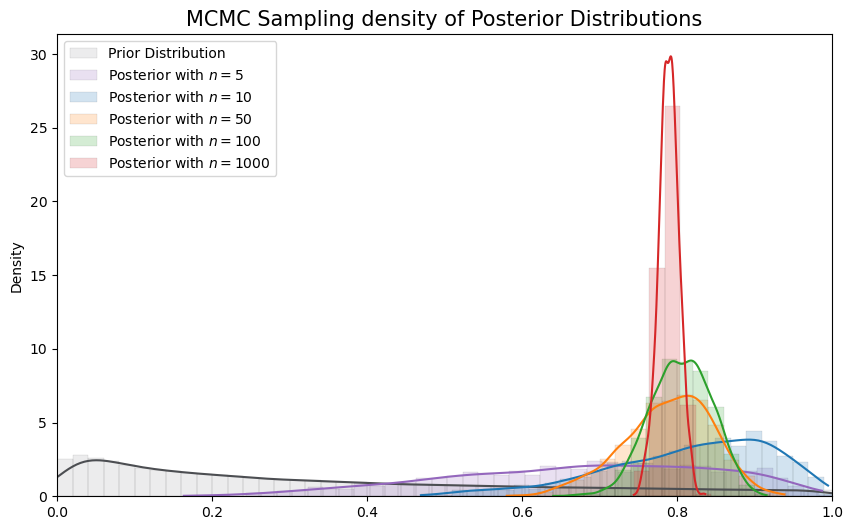 MCMC Sampling density of Posterior Distributions
Prior Distribution
Posterior with n = 5
Posterior with n = 10
Posterior with n = 50
Posterior with n = 100
Posterior with n = 1000
Density
30
25
20
15
10
5
0
0.0 0.2 0.4 0.6 0.8 1.0